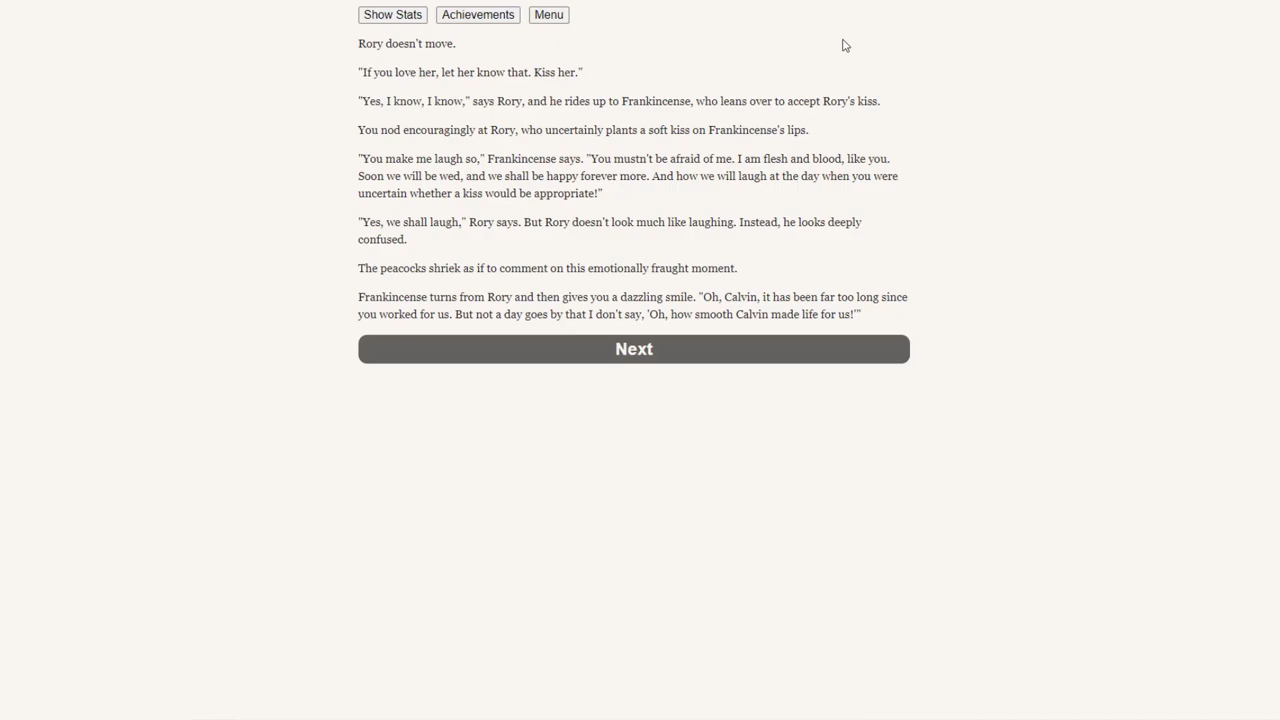 Show Stats Achievements Menu
Rory doesn't move.
"If you love her, let her know that. Kiss her."
"Yes, I know, I know," says Rory, and he rides up to Frankincense, who leans over to accept Rory's kiss.
You nod encouragingly at Rory, who uncertainly plants a soft kiss on Frankincense's lips.
"You make me laugh so," Frankincense says. "You mustn't be afraid of me. I am flesh and blood, like you.
Soon we will be wed, and we shall be happy forever more. And how we will laugh at the day when you were
uncertain whether a kiss would be appropriate!"
"Yes, we shall laugh," Rory says. But Rory doesn't look much like laughing. Instead, he looks deeply
confused.
The peacocks shriek as if to comment on this emotionally fraught moment.
Frankincense turns from Rory and then gives you a dazzling smile. "Oh, Calvin, it has been far too long since
you worked for us. But not a day goes by that I don't say, 'Oh, how smooth Calvin made life for us!'"
Next